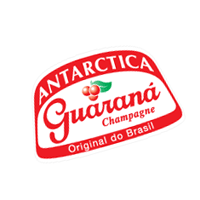 ANTARCTICA
Guaraná
Champagne
Original do Brasil